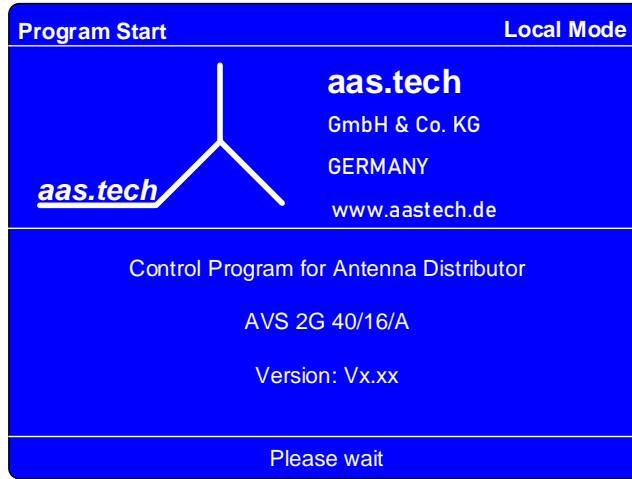 Program Start Local Mode
aas.tech
GmbH & Co. KG
GERMANY
aas.tech
www.aastech.de
Control Program for Antenna Distributor
AVS 2G 40/16/A
Version: Vx.xx
Please wait